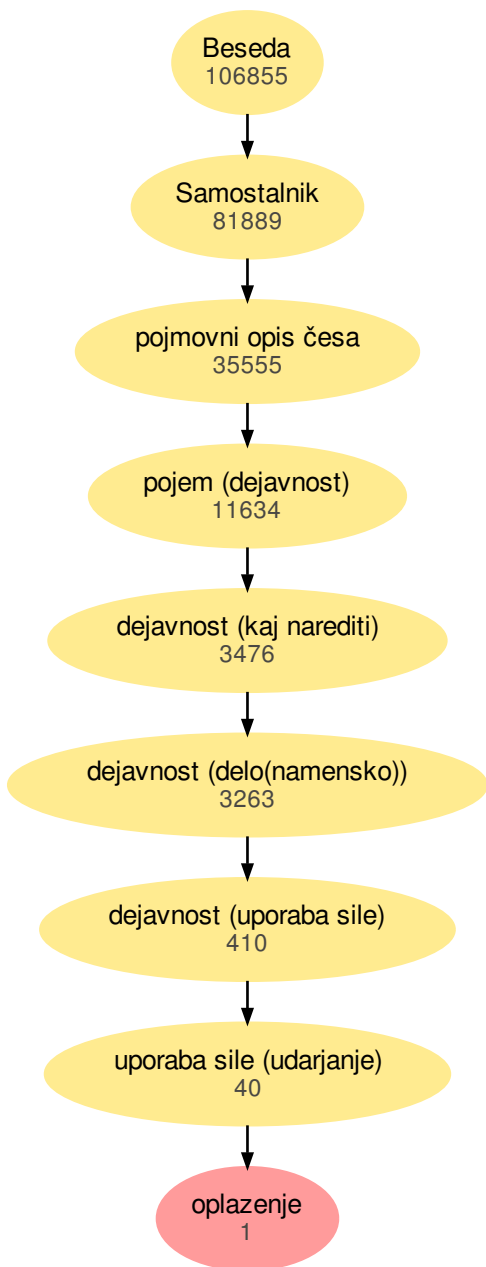 Beseda
106855
Samostalnik
81889
pojmovni opis česa
35555
pojem (dejavnost)
11634
dejavnost (kaj narediti)
3476
dejavnost (delo(namensko))
3263
dejavnost (uporaba sile)
410
uporaba sile (udarjanje)
40
oplazenje
1